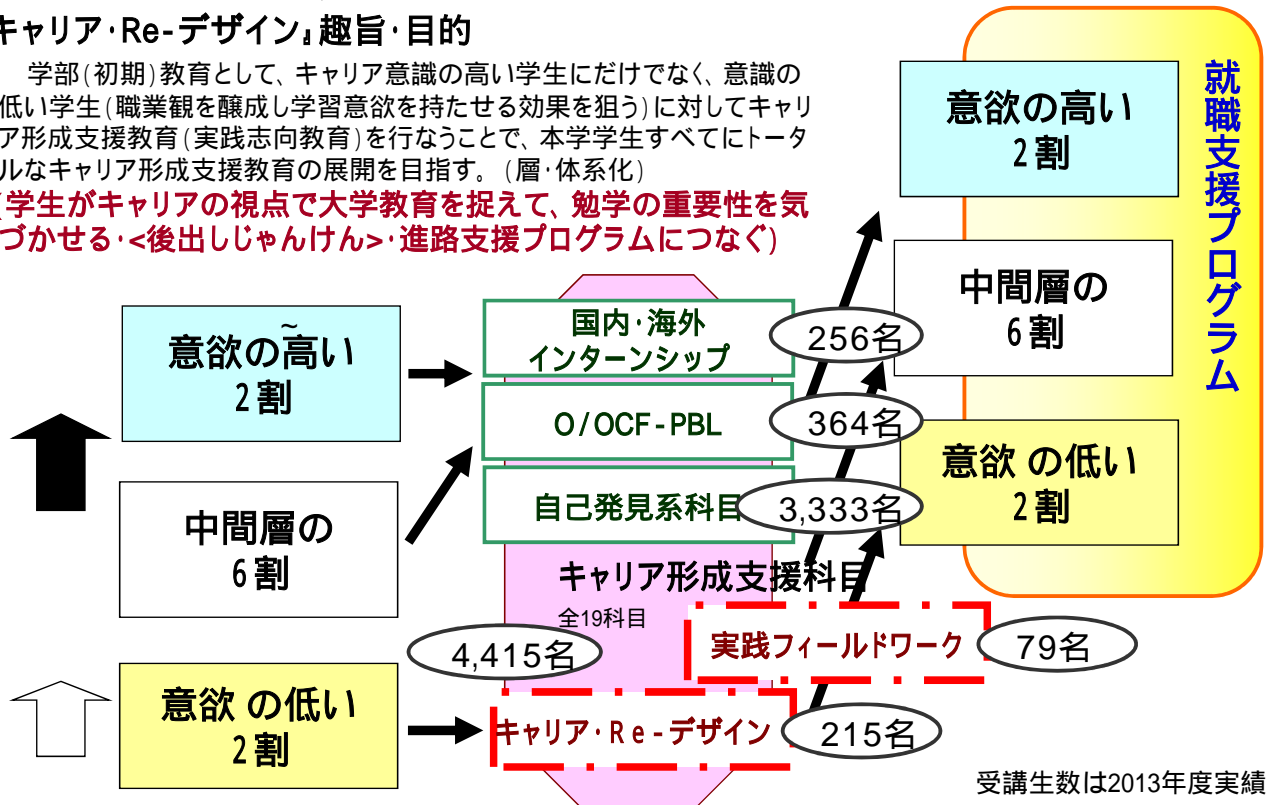 キャリア・Re-デザイン』趣旨・目的
学部(初期)教育として、キャリア意識の高い学生にだけでなく、意識の
低い学生(職業観を醸成し学習意欲を持たせる効果を狙う)に対してキャリ
ア形成支援教育(実践志向教育)を行なうことで、本学学生すべてにトータ
ルなキャリア形成支援教育の展開を目指す。(層・体系化)
(学生がキャリアの視点で大学教育を捉えて、勉学の重要性を気
づかせる・<後出しじゃんけん>・進路支援プログラムにつなぐ)
意欲の高い
2割
~
中間層の
6割
意欲 の低い
2割
国内・海外
インターンシップ
256名
O/OCF-PBL
364名
自己発見系科目
3,333名
キャリア形成支援科目
全19科目
4,415名
実践フィールドワーク
79名
キャリア・Re-デザイン
215名
意欲の高い
2割
中間層の
6割
意欲 の低い
2割
就職支援プログラム
受講生数は2013年度実績